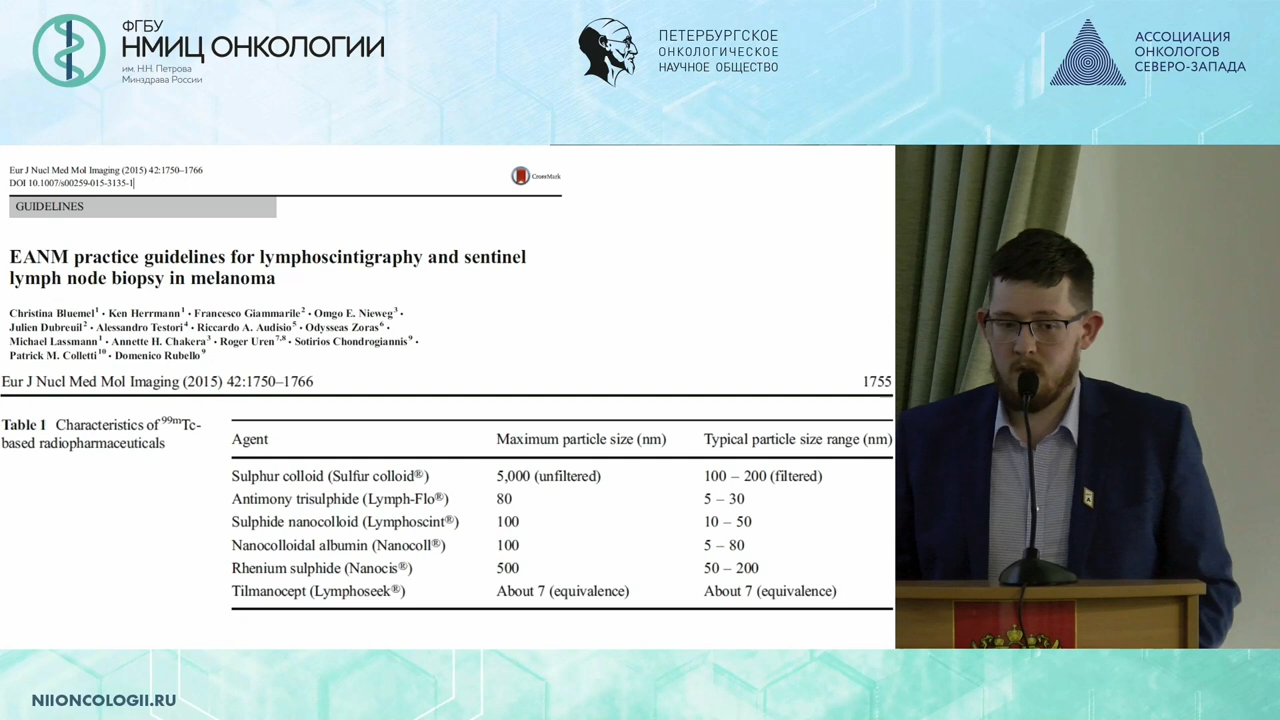 ФГБУ
НМИЦ ОНКОЛОГИИ
им. Н.Н. Петрова
Минздрава России
ПЕТЕРБУРГСКОЕ
ОНКОЛОГИЧЕСКОЕ
НАУЧНОЕ ОБЩЕСТВО
АССОЦИАЦИЯ
ОНКОЛОГОВ
СЕВЕРО-ЗАПАДА
Eur J Nucl Med Mol Imaging (2015) 42:1750–1766
DOI 10.1007/s00259-015-3135-1
CrossMark
GUIDELINES
EANM practice guidelines for lymphoscintigraphy and sentinel
lymph node biopsy in melanoma
Christina Bluemel1 · Ken Herrmann1 · Francesco Giammarile2 · Omgo E. Nieweg3 ·
Julien Dubreuil2 · Alessandro Testori4 · Riccardo A. Audisio5 · Odysseas Zoras6 ·
Michael Lassmann1 · Annette H. Chakera3 · Roger Uren7,8 · Sotirios Chondrogiannis9 ·
Patrick M. Colletti10 · Domenico Rubello9
Eur J Nucl Med Mol Imaging (2015) 42:1750–1766 1755
Table 1 Characteristics of 99mTc-
based radiopharmaceuticals
Agent Maximum particle size (nm) Typical particle size range (nm)
Sulphur colloid (Sulfur colloid®) 5,000 (unfiltered) 100 – 200 (filtered)
Antimony trisulphide (Lymph-Flo®) 80 5 – 30
Sulphide nanocolloid (Lymphoscint®) 100 10 – 50
Nanocolloidal albumin (Nanocoll®) 100 5 – 80
Rhenium sulphide (Nanocis®) 500 50 – 200
Tilmanocept (Lymphoseek®) About 7 (equivalence) About 7 (equivalence)
NIIONCOLOGII.RU